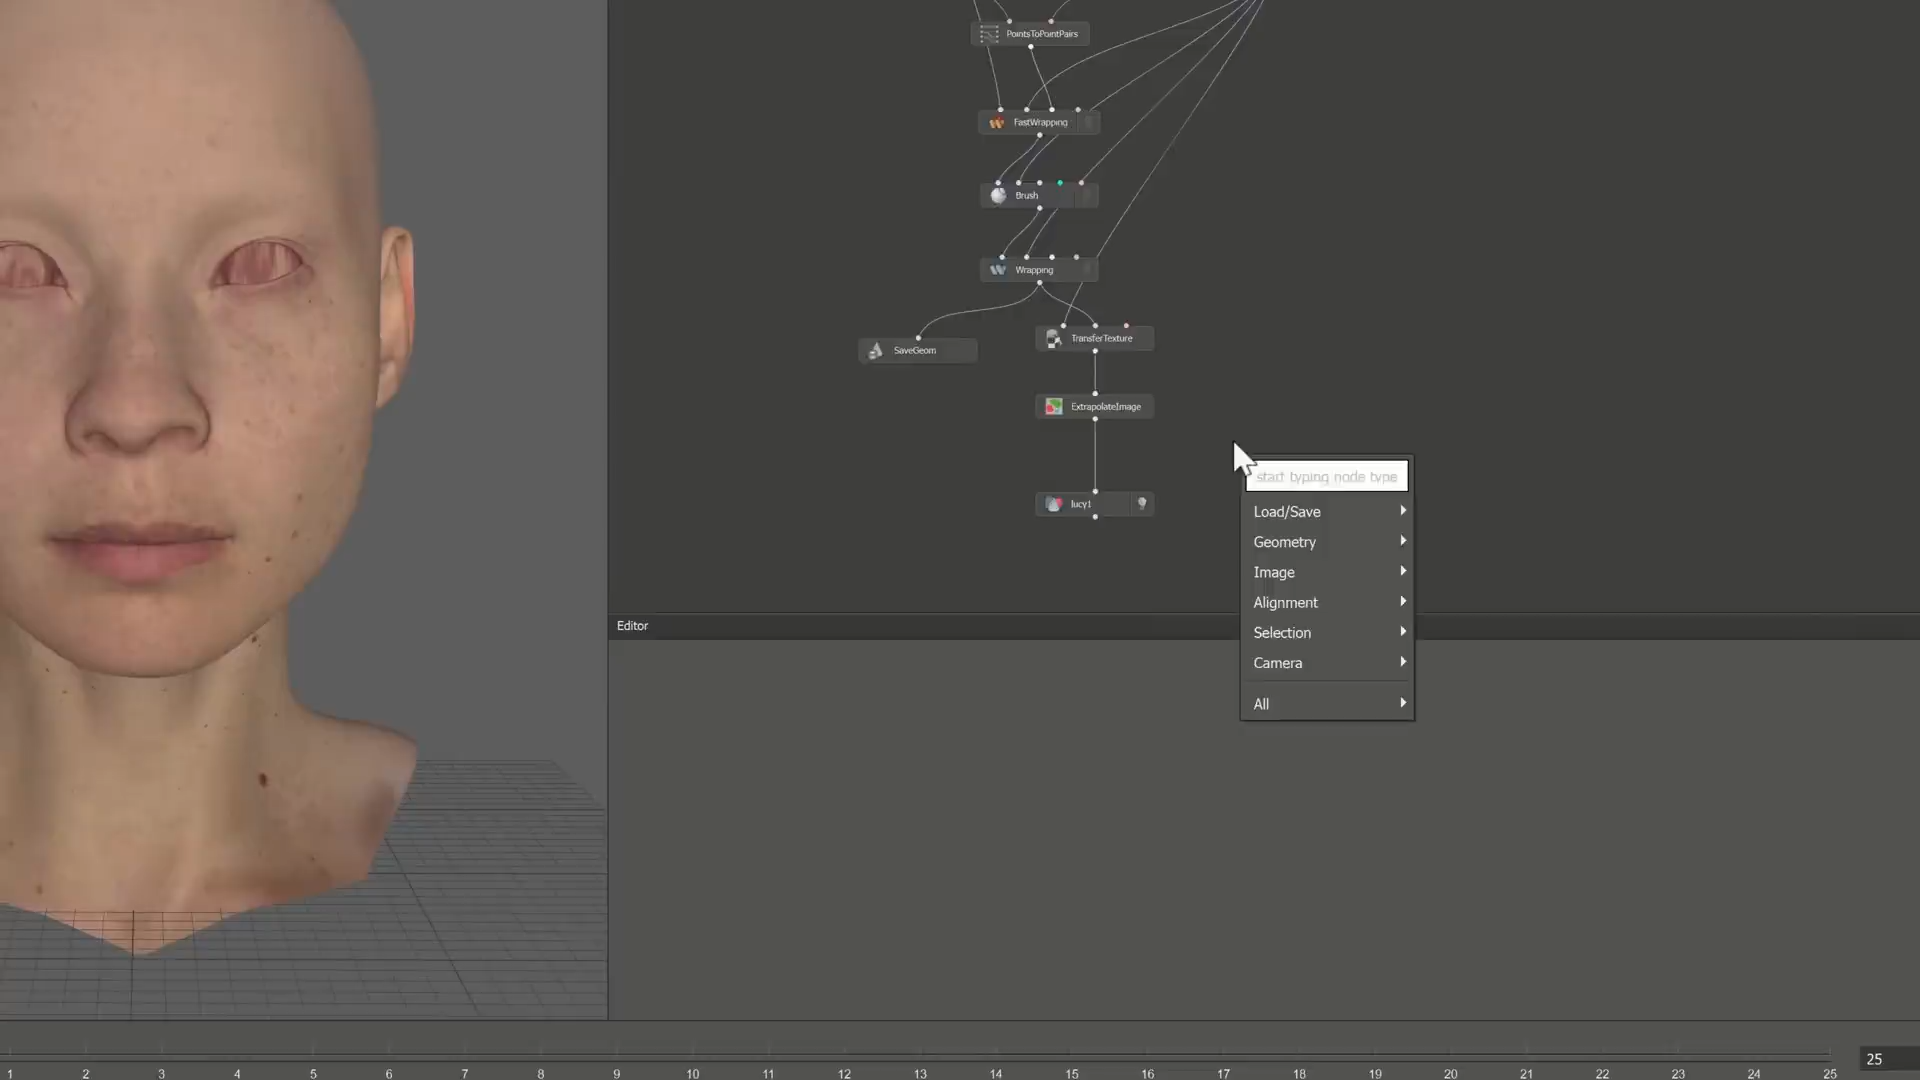 PointsToPointPairs
FastWrapping
Brush
Wrapping
TransferTexture
SaveGeom
ExtrapolateImage
lucy1
start typing node type
Load/Save
Geometry
Image
Alignment
Selection
Camera
All
Editor
25
1 2 3 4 5 6 7 8 9 10 11 12 13 14 15 16 17 18 19 20 21 22 23 24 25